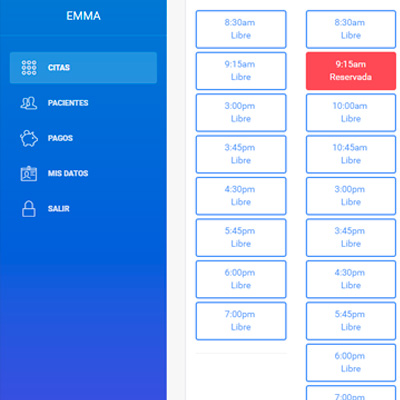 EMMA
CITAS
PACIENTES
PAGOS
MIS DATOS
SALIR
8:30am
Libre
9:15am
Libre
3:00pm
Libre
3:45pm
Libre
4:30pm
Libre
5:45pm
Libre
6:00pm
Libre
7:00pm
Libre
8:30am
Libre
9:15am
Reservada
10:00am
Libre
10:45am
Libre
3:00pm
Libre
3:45pm
Libre
4:30pm
Libre
5:45pm
Libre
6:00pm
Libre
7:00pm